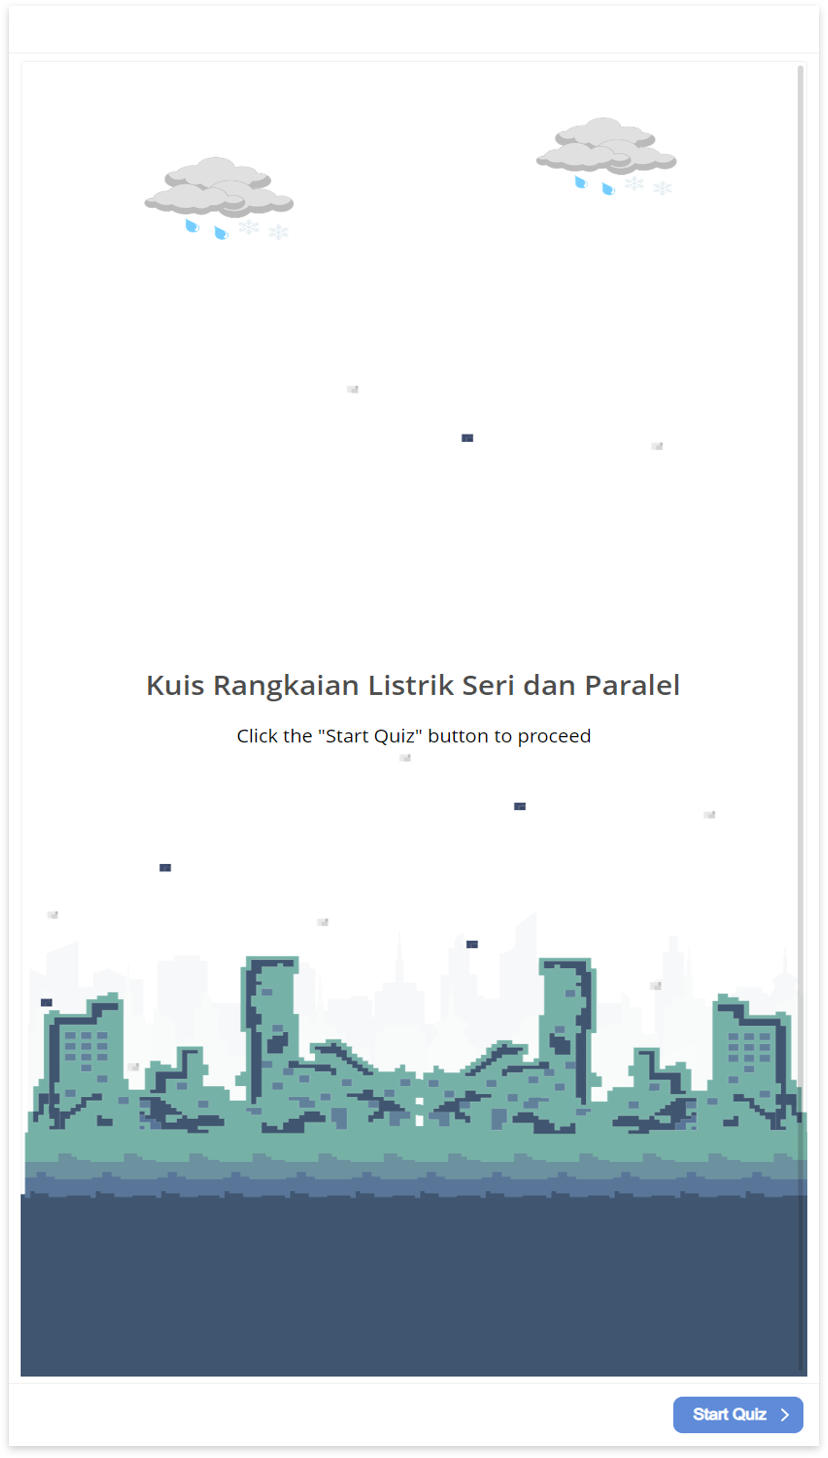 Kuis Rangkaian Listrik Seri dan Paralel
Click the "Start Quiz" button to proceed
Start Quiz